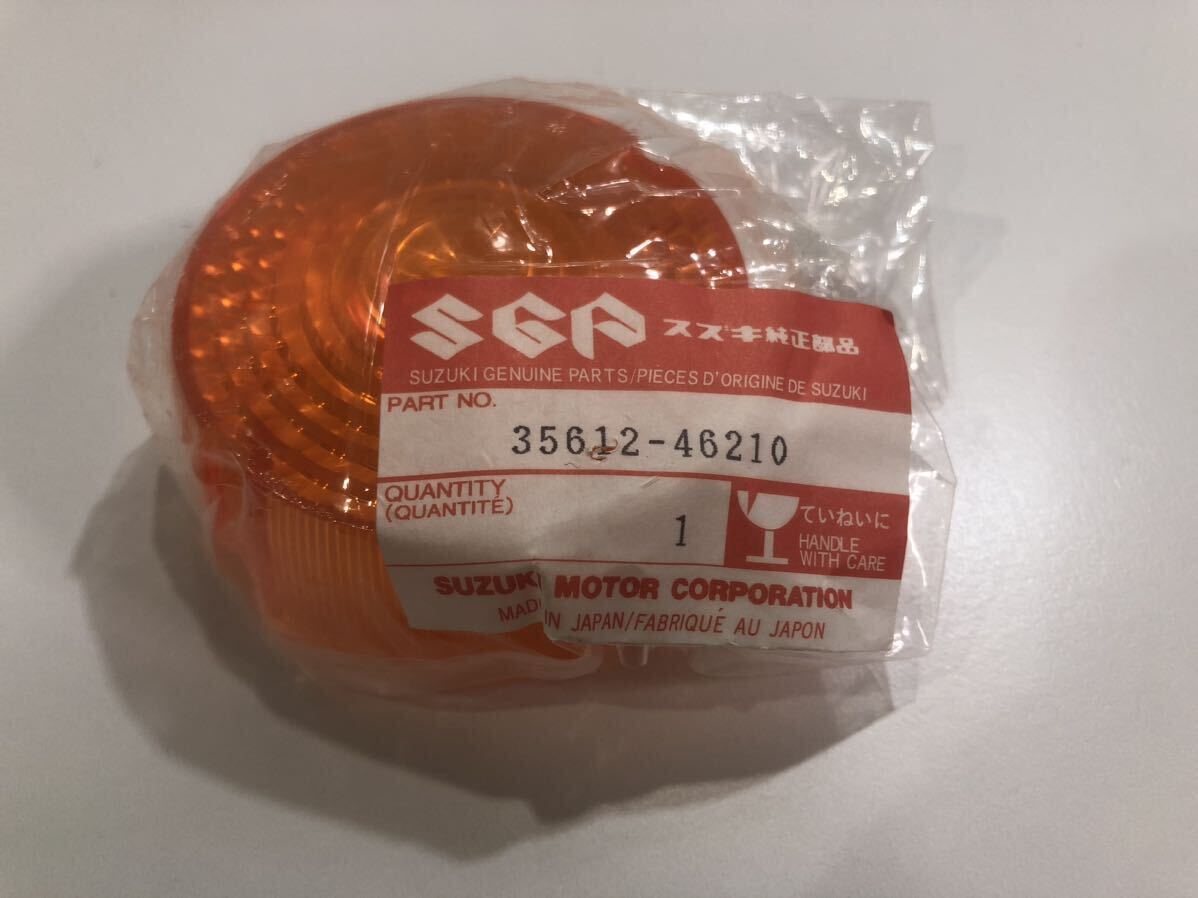 SGP スズキ純正部品
SUZUKI GENUINE PARTS/PIÈCES D'ORIGINE DE SUZUKI
PART NO.
35612-46210
QUANTITY
(QUANTITÉ)
1
ていねいに
HANDLE
WITH CARE
SUZUKI MOTOR CORPORATION
MADE IN JAPAN/FABRIQUÉ AU JAPON